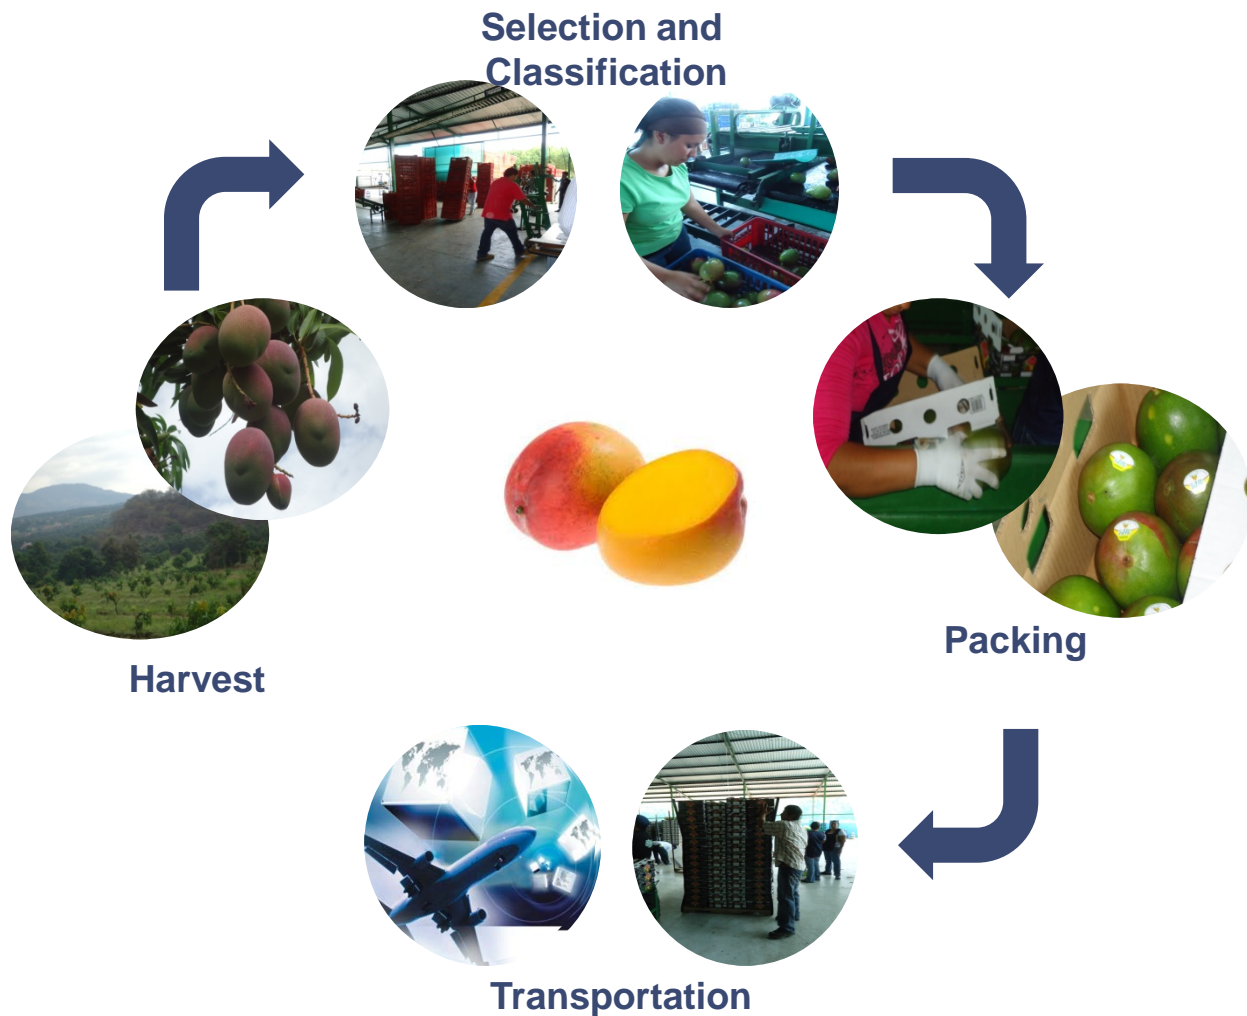 Selection and
Classification
Harvest
Packing
Transportation